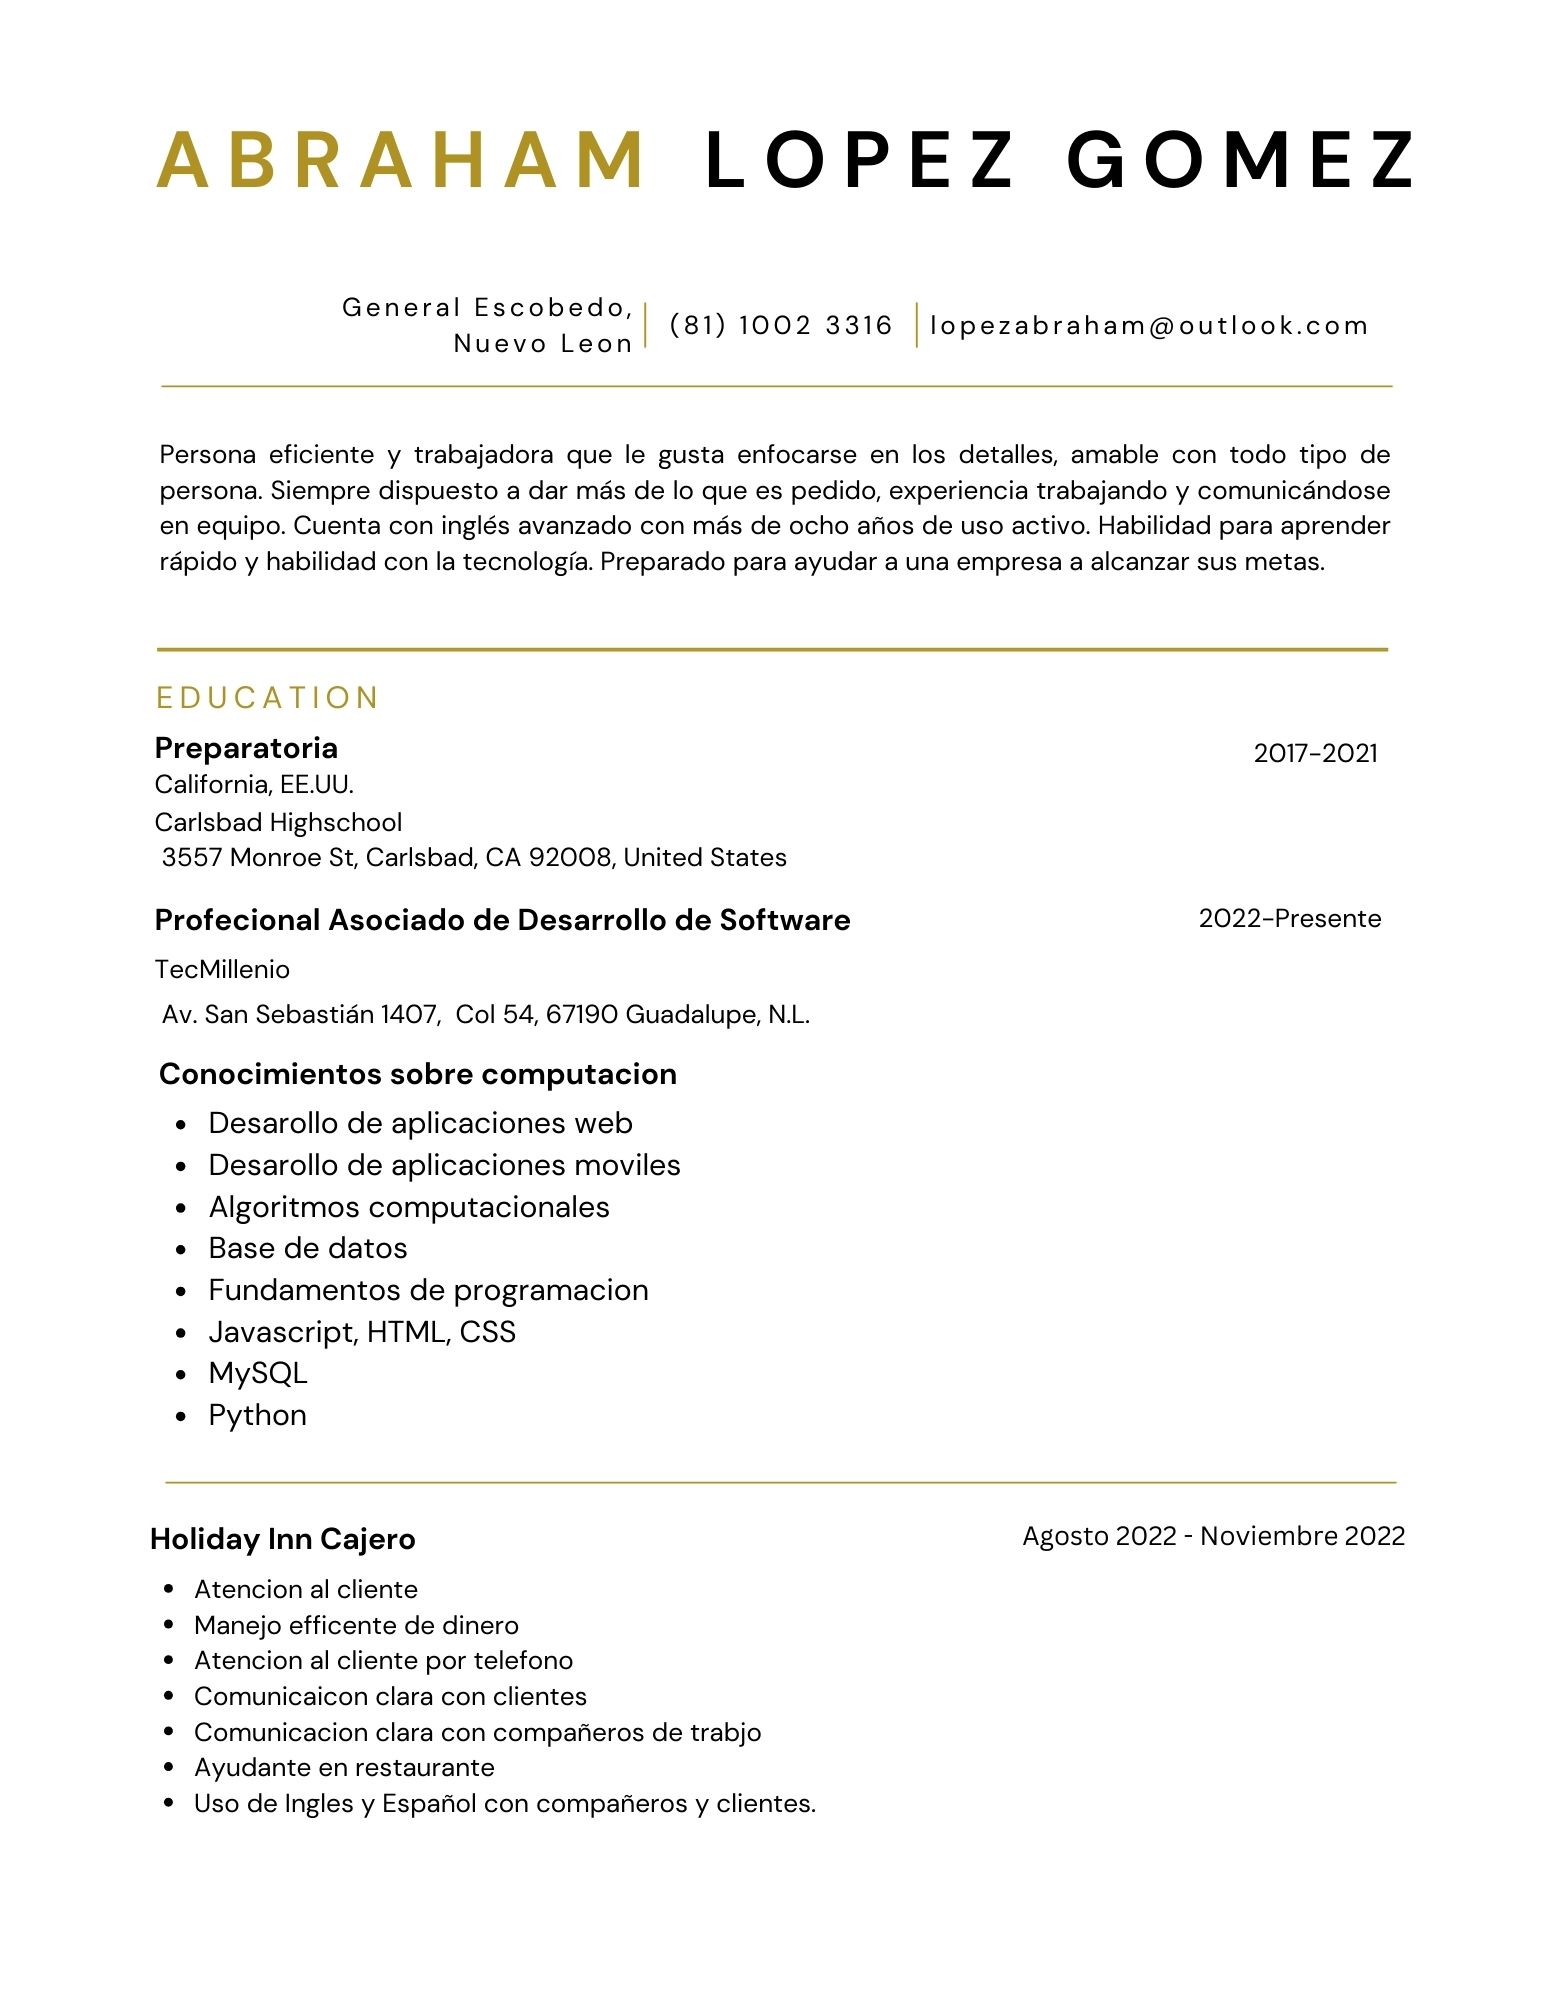 ABRAHAM LOPEZ GOMEZ
General Escobedo,
Nuevo Leon
(81) 1002 3316
lopezabraham@outlook.com
Persona eficiente y trabajadora que le gusta enfocarse en los detalles, amable con todo tipo de
persona. Siempre dispuesto a dar más de lo que es pedido, experiencia trabajando y comunicándose
en equipo. Cuenta con inglés avanzado con más de ocho años de uso activo. Habilidad para aprender
rápido y habilidad con la tecnología. Preparado para ayudar a una empresa a alcanzar sus metas.
EDUCATION
Preparatoria 2017-2021
California, EE.UU.
Carlsbad Highschool
3557 Monroe St, Carlsbad, CA 92008, United States
Profecional Asociado de Desarrollo de Software 2022-Presente
TecMillenio
Av. San Sebastián 1407, Col 54, 67190 Guadalupe, N.L.
Conocimientos sobre computacion
• Desarollo de aplicaciones web
• Desarollo de aplicaciones moviles
• Algoritmos computacionales
• Base de datos
• Fundamentos de programacion
• Javascript, HTML, CSS
• MySQL
• Python
Holiday Inn Cajero Agosto 2022 - Noviembre 2022
• Atencion al cliente
• Manejo efficente de dinero
• Atencion al cliente por telefono
• Comunicaicon clara con clientes
• Comunicacion clara con compañeros de trabjo
• Ayudante en restaurante
• Uso de Ingles y Español con compañeros y clientes.